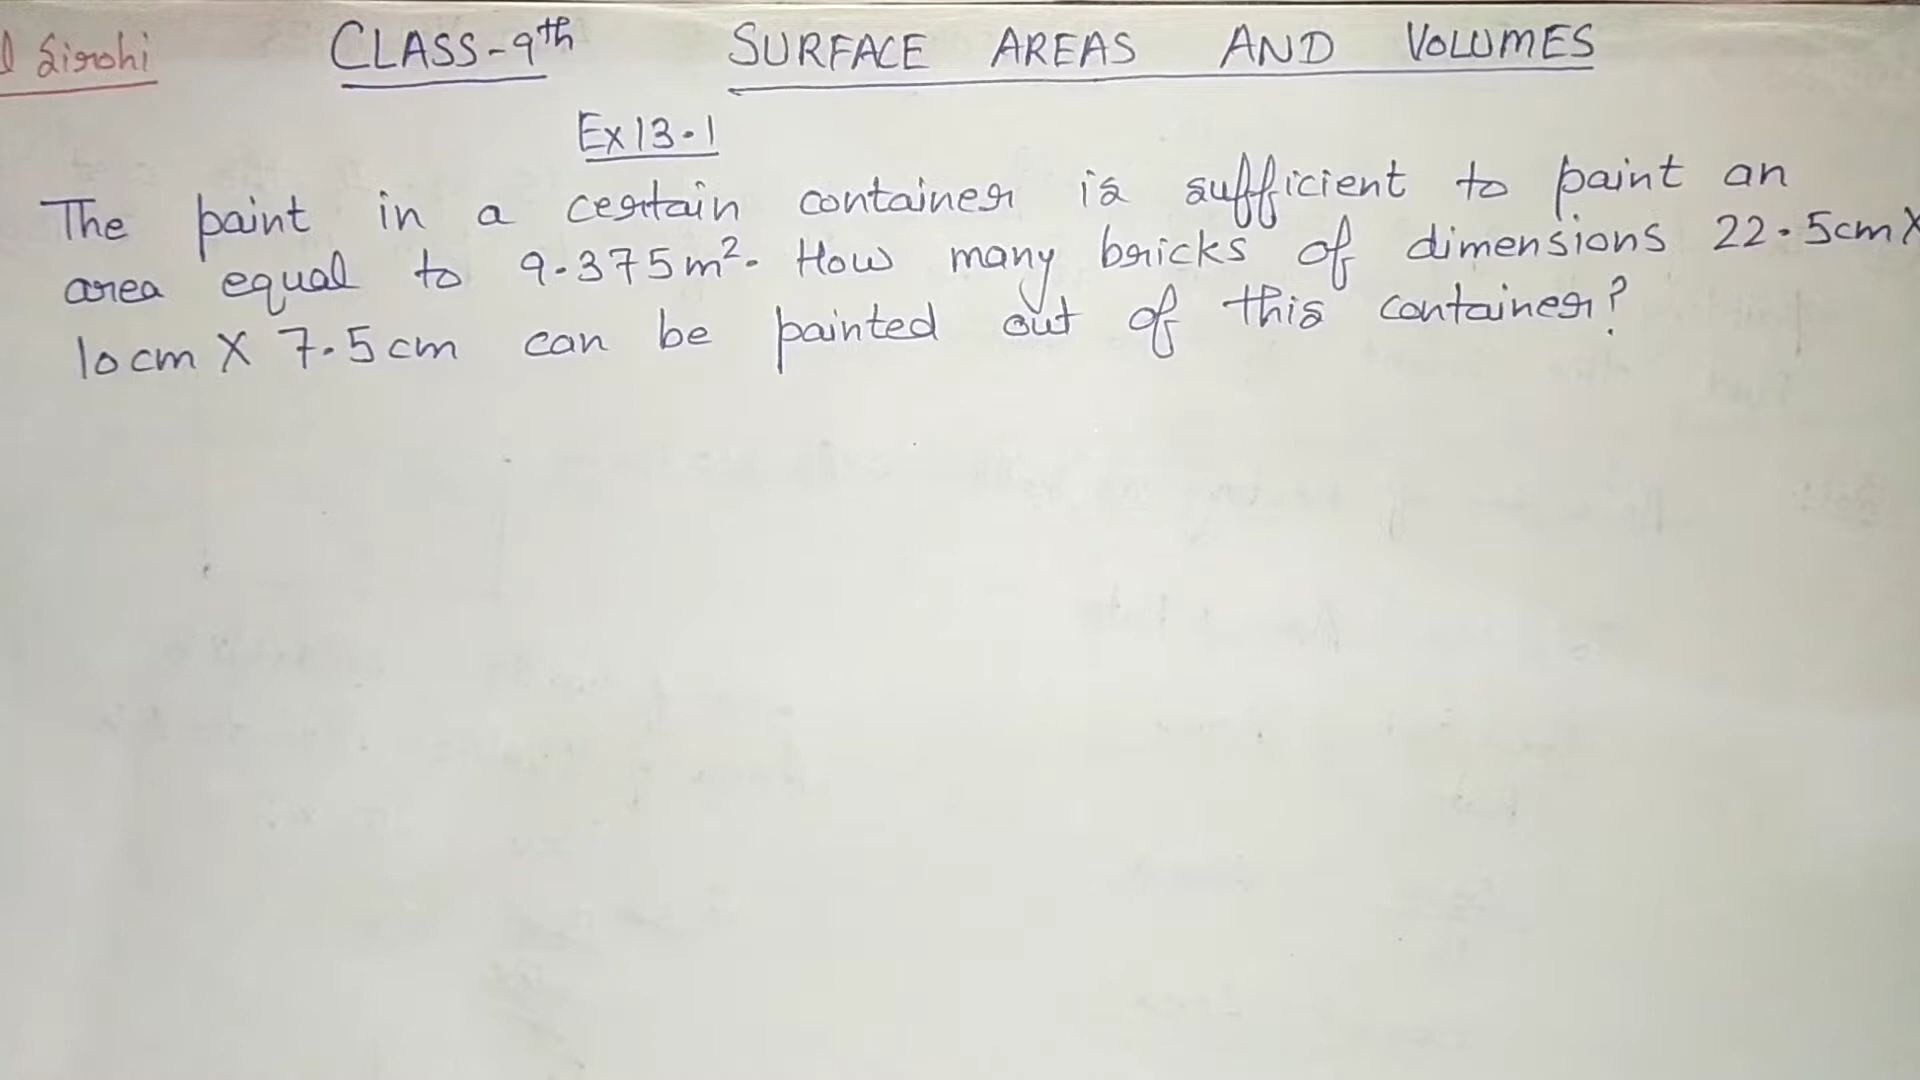 Sirohi CLASS-9th SURFACE AREAS AND VOLUMES
Ex 13.1
The paint in a certain container is sufficient to paint an
area equal to 9.375m². How many bricks of dimensions 22.5cm X
10cm X 7.5cm can be painted out of this container?